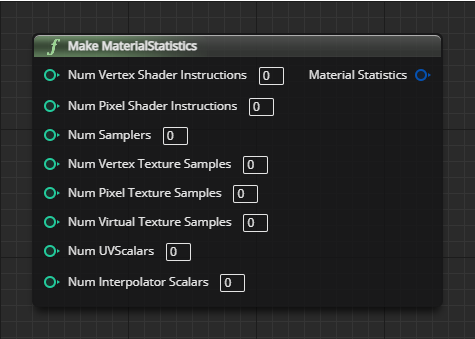 f Make MaterialStatistics
Num Vertex Shader Instructions 0 Material Statistics
Num Pixel Shader Instructions 0
Num Samplers 0
Num Vertex Texture Samples 0
Num Pixel Texture Samples 0
Num Virtual Texture Samples 0
Num UVScalars 0
Num Interpolator Scalars 0